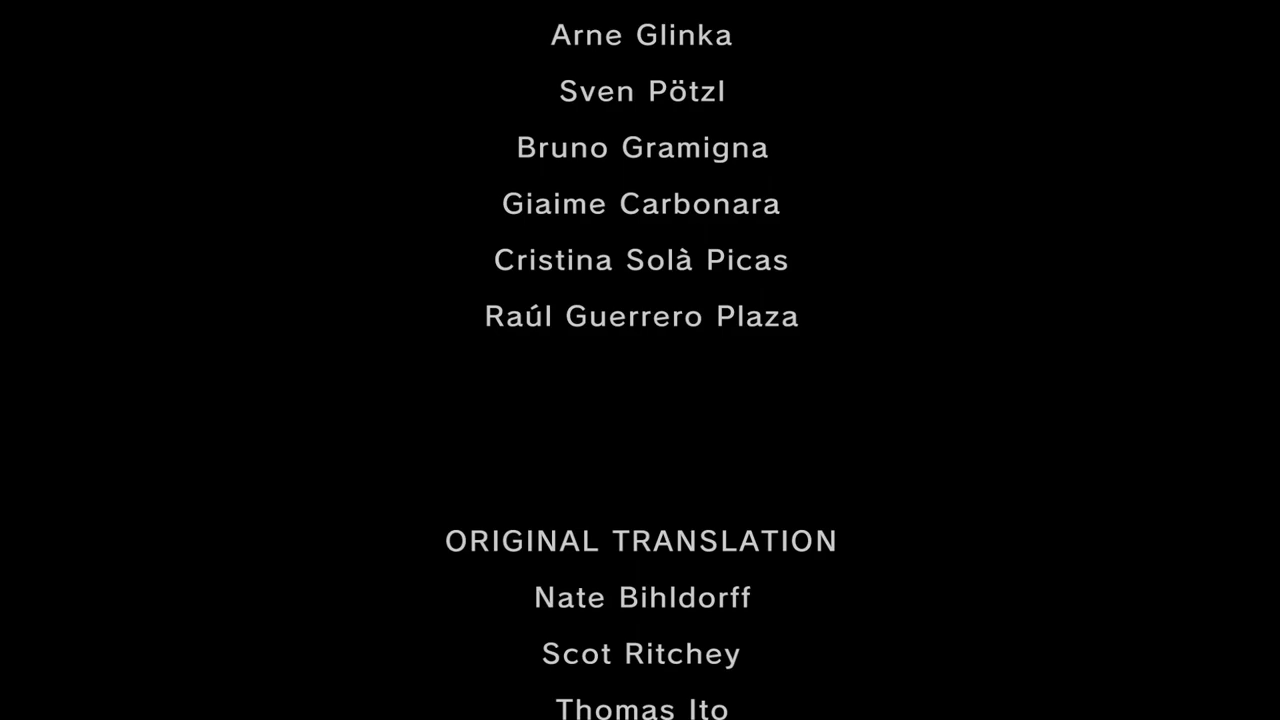 Arne Glinka
Sven Pötzl
Bruno Gramigna
Giaime Carbonara
Cristina Solà Picas
Raúl Guerrero Plaza
ORIGINAL TRANSLATION
Nate Bihldorff
Scot Ritchey
Thomas Ito